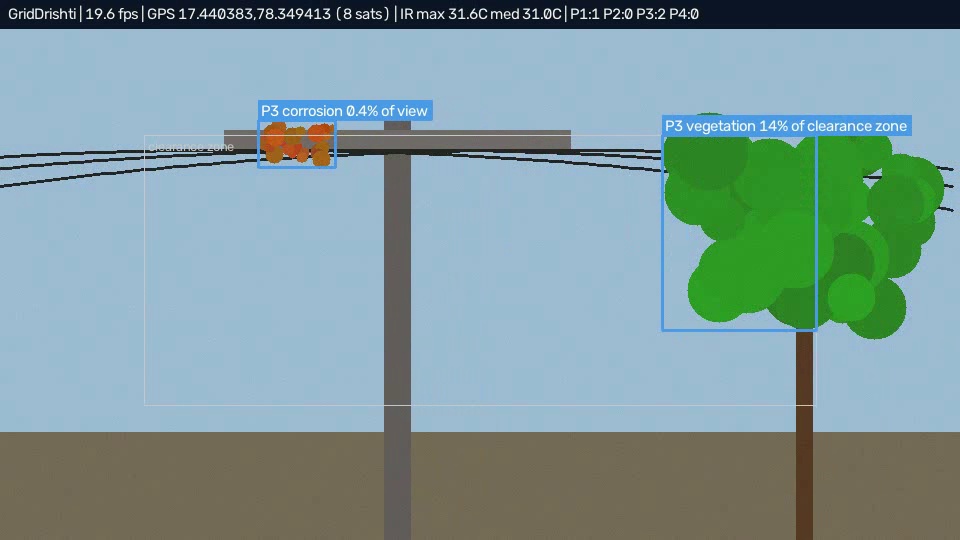 GridDrishti | 19.6 fps | GPS 17.440383,78.349413 (8 sats) | IR max 31.6C med 31.0C | P1:1 P2:0 P3:2 P4:0
P3 corrosion 0.4% of view
P3 vegetation 14% of clearance zone
clearance zone